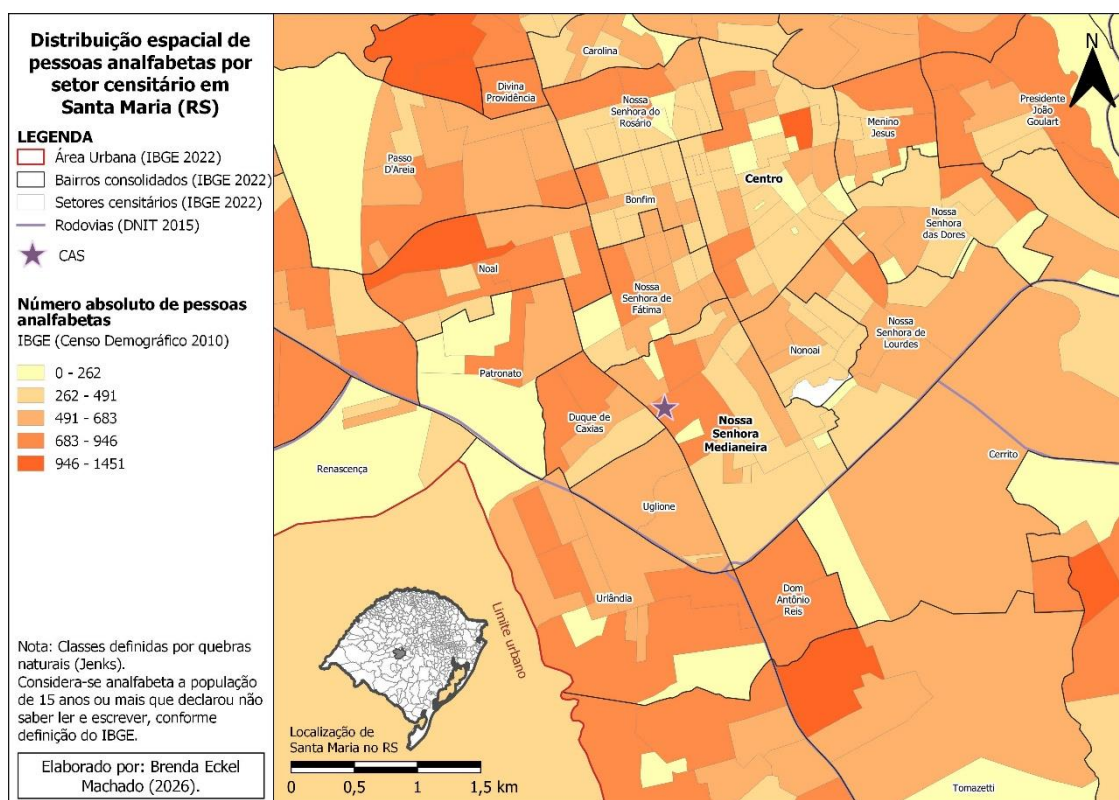 Distribuição espacial de
pessoas analfabetas por
setor censitário em
Santa Maria (RS)
LEGENDA
Área Urbana (IBGE 2022)
Bairros consolidados (IBGE 2022)
Setores censitários (IBGE 2022)
Rodovias (DNIT 2015)
CAS
Número absoluto de pessoas
analfabetas
IBGE (Censo Demográfico 2010)
0 - 262
262 - 491
491 - 683
683 - 946
946 - 1451
Nota: Classes definidas por quebras
naturais (Jenks).
Considera-se analfabeta a população
de 15 anos ou mais que declarou não
saber ler e escrever, conforme
definição do IBGE.
Elaborado por: Brenda Eckel
Machado (2026).
N
Carolina
Divina
Providência
Nossa
Senhora do
Rosário
Menino
Jesus
Presidente
João
Goulart
Passo
D'Areia
Centro
Bonfim
Nossa
Senhora
das Dores
Noal
Nossa
Senhora de
Fátima
Nossa
Senhora de
Lourdes
Nonoai
Patronato
Duque de
Caxias
Nossa
Senhora
Medianeira
Renascença
Cerrito
Uglione
Urlândia
Dom
Antônio
Reis
Limite urbano
Tomazetti
Localização de
Santa Maria no RS
0 0,5 1 1,5 km